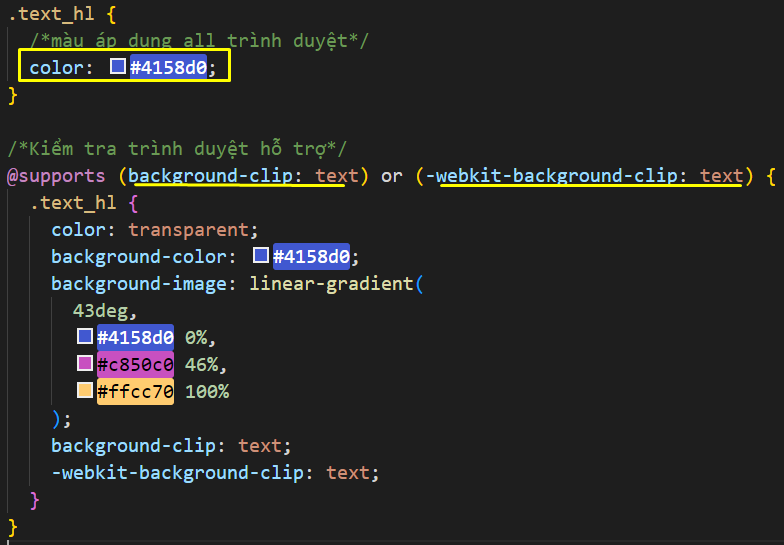 .text_hl {
/*màu áp dụng all trình duyệt*/
color: #4158d0;
}
/*Kiểm tra trình duyệt hỗ trợ*/
@supports (background-clip: text) or (-webkit-background-clip: text) {
.text_hl {
color: transparent;
background-color: #4158d0;
background-image: linear-gradient(
43deg,
#4158d0 0%,
#c850c0 46%,
#ffcc70 100%
);
background-clip: text;
-webkit-background-clip: text;
}
}